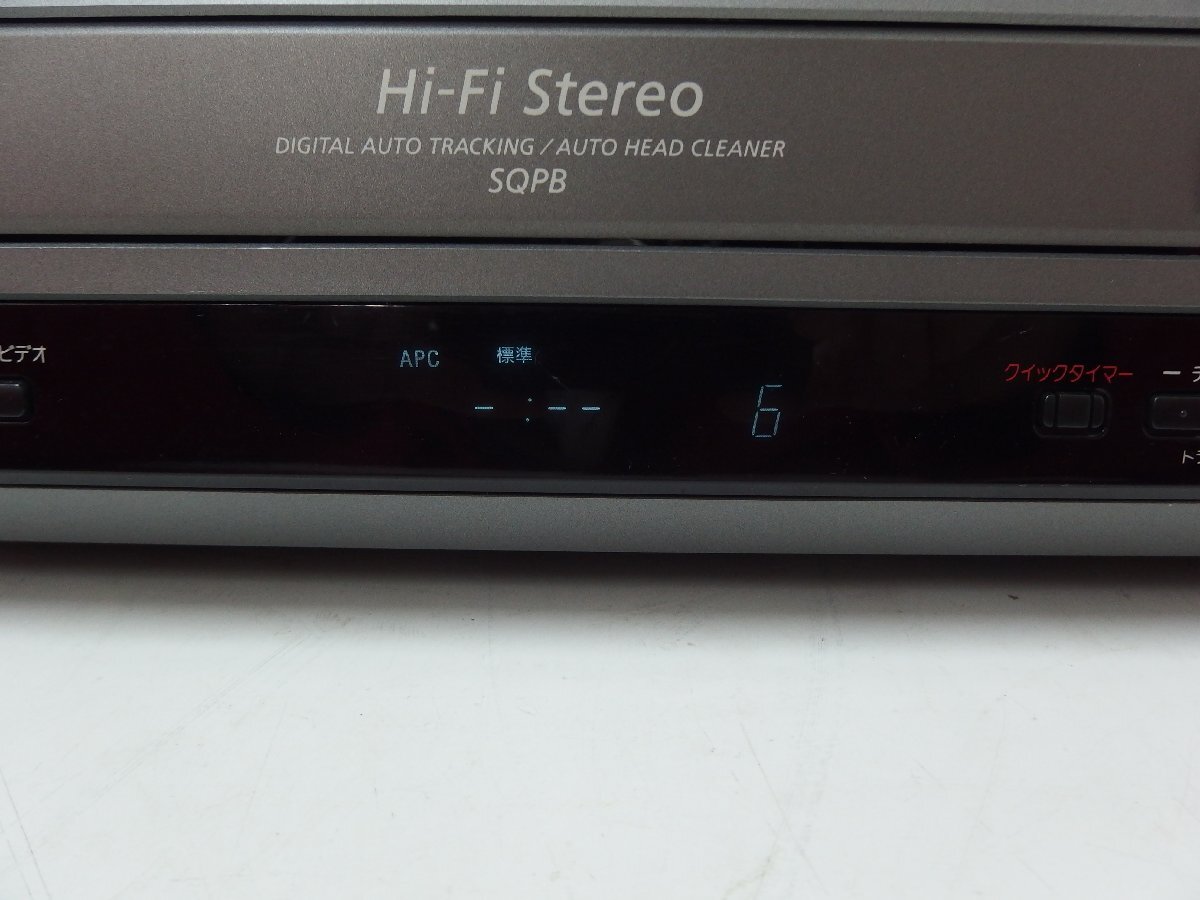 Hi-Fi Stereo
DIGITAL AUTO TRACKING / AUTO HEAD CLEANER
SQPB
ビデオ
APC 標準
- : - - 6
クイックタイマー